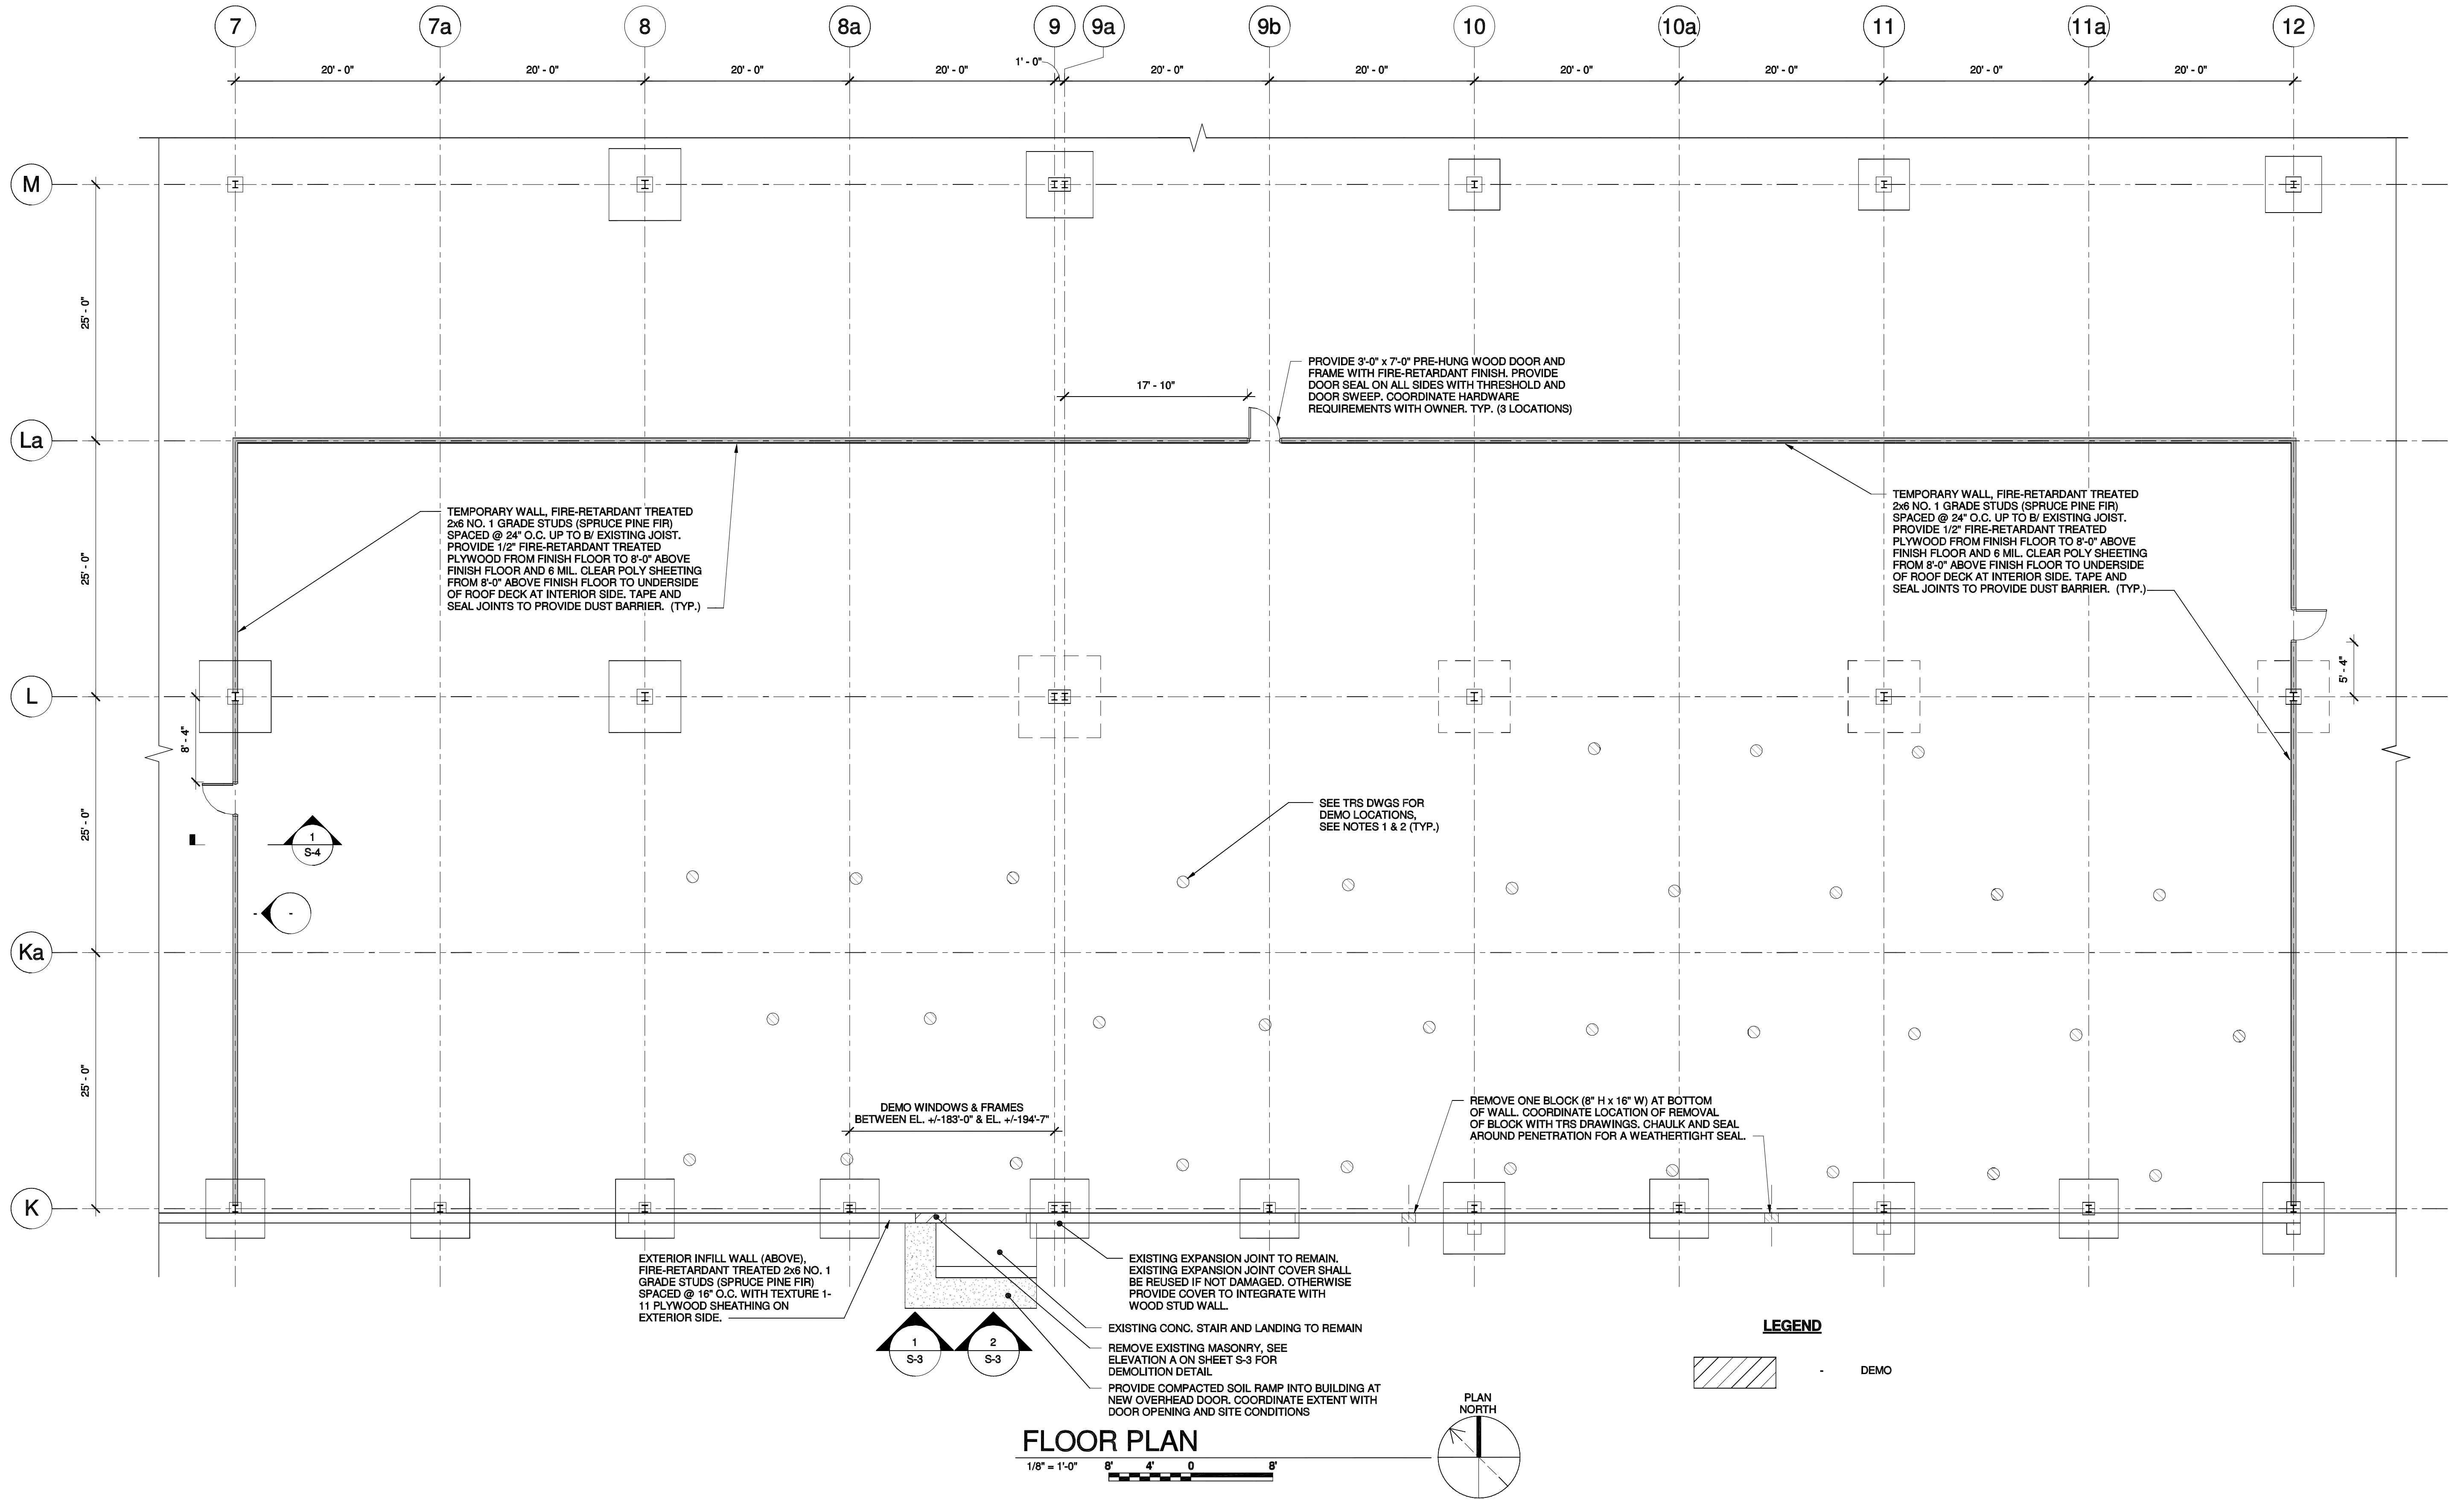 7 7a 8 8a 9 9a 9b 10 10a 11 11a 12
20' - 0" 20' - 0" 20' - 0" 20' - 0" 1' - 0" 20' - 0" 20' - 0" 20' - 0" 20' - 0" 20' - 0" 20' - 0"
M
25' - 0"
PROVIDE 3'-0" x 7'-0" PRE-HUNG WOOD DOOR AND
FRAME WITH FIRE-RETARDANT FINISH. PROVIDE
DOOR SEAL ON ALL SIDES WITH THRESHOLD AND
DOOR SWEEP. COORDINATE HARDWARE
REQUIREMENTS WITH OWNER. TYP. (3 LOCATIONS)
17' - 10"
La
TEMPORARY WALL, FIRE-RETARDANT TREATED
2x6 NO. 1 GRADE STUDS (SPRUCE PINE FIR)
SPACED @ 24" O.C. UP TO B/ EXISTING JOIST.
PROVIDE 1/2" FIRE-RETARDANT TREATED
PLYWOOD FROM FINISH FLOOR TO 8'-0" ABOVE
FINISH FLOOR AND 6 MIL. CLEAR POLY SHEETING
FROM 8'-0" ABOVE FINISH FLOOR TO UNDERSIDE
OF ROOF DECK AT INTERIOR SIDE. TAPE AND
SEAL JOINTS TO PROVIDE DUST BARRIER. (TYP.)
TEMPORARY WALL, FIRE-RETARDANT TREATED
2x6 NO. 1 GRADE STUDS (SPRUCE PINE FIR)
SPACED @ 24" O.C. UP TO B/ EXISTING JOIST.
PROVIDE 1/2" FIRE-RETARDANT TREATED
PLYWOOD FROM FINISH FLOOR TO 8'-0" ABOVE
FINISH FLOOR AND 6 MIL. CLEAR POLY SHEETING
FROM 8'-0" ABOVE FINISH FLOOR TO UNDERSIDE
OF ROOF DECK AT INTERIOR SIDE. TAPE AND
SEAL JOINTS TO PROVIDE DUST BARRIER. (TYP.)
25' - 0"
5' - 4"
L
8' - 4"
25' - 0"
1
S-4
- -
SEE TRS DWGS FOR
DEMO LOCATIONS,
SEE NOTES 1 & 2 (TYP.)
Ka
25' - 0"
DEMO WINDOWS & FRAMES
BETWEEN EL. +/-183'-0" & EL. +/-194'-7"
REMOVE ONE BLOCK (8" H x 16" W) AT BOTTOM
OF WALL. COORDINATE LOCATION OF REMOVAL
OF BLOCK WITH TRS DRAWINGS. CHAULK AND SEAL
AROUND PENETRATION FOR A WEATHERTIGHT SEAL.
K
EXTERIOR INFILL WALL (ABOVE),
FIRE-RETARDANT TREATED 2x6 NO. 1
GRADE STUDS (SPRUCE PINE FIR)
SPACED @ 16" O.C. WITH TEXTURE 1-
11 PLYWOOD SHEATHING ON
EXTERIOR SIDE.
EXISTING EXPANSION JOINT TO REMAIN.
EXISTING EXPANSION JOINT COVER SHALL
BE REUSED IF NOT DAMAGED. OTHERWISE
PROVIDE COVER TO INTEGRATE WITH
WOOD STUD WALL.
EXISTING CONC. STAIR AND LANDING TO REMAIN
REMOVE EXISTING MASONRY, SEE
ELEVATION A ON SHEET S-3 FOR
DEMOLITION DETAIL
PROVIDE COMPACTED SOIL RAMP INTO BUILDING AT
NEW OVERHEAD DOOR. COORDINATE EXTENT WITH
DOOR OPENING AND SITE CONDITIONS
1
S-3
2
S-3
LEGEND
- DEMO
PLAN
NORTH
FLOOR PLAN
1/8" = 1'-0" 8' 4' 0 8'